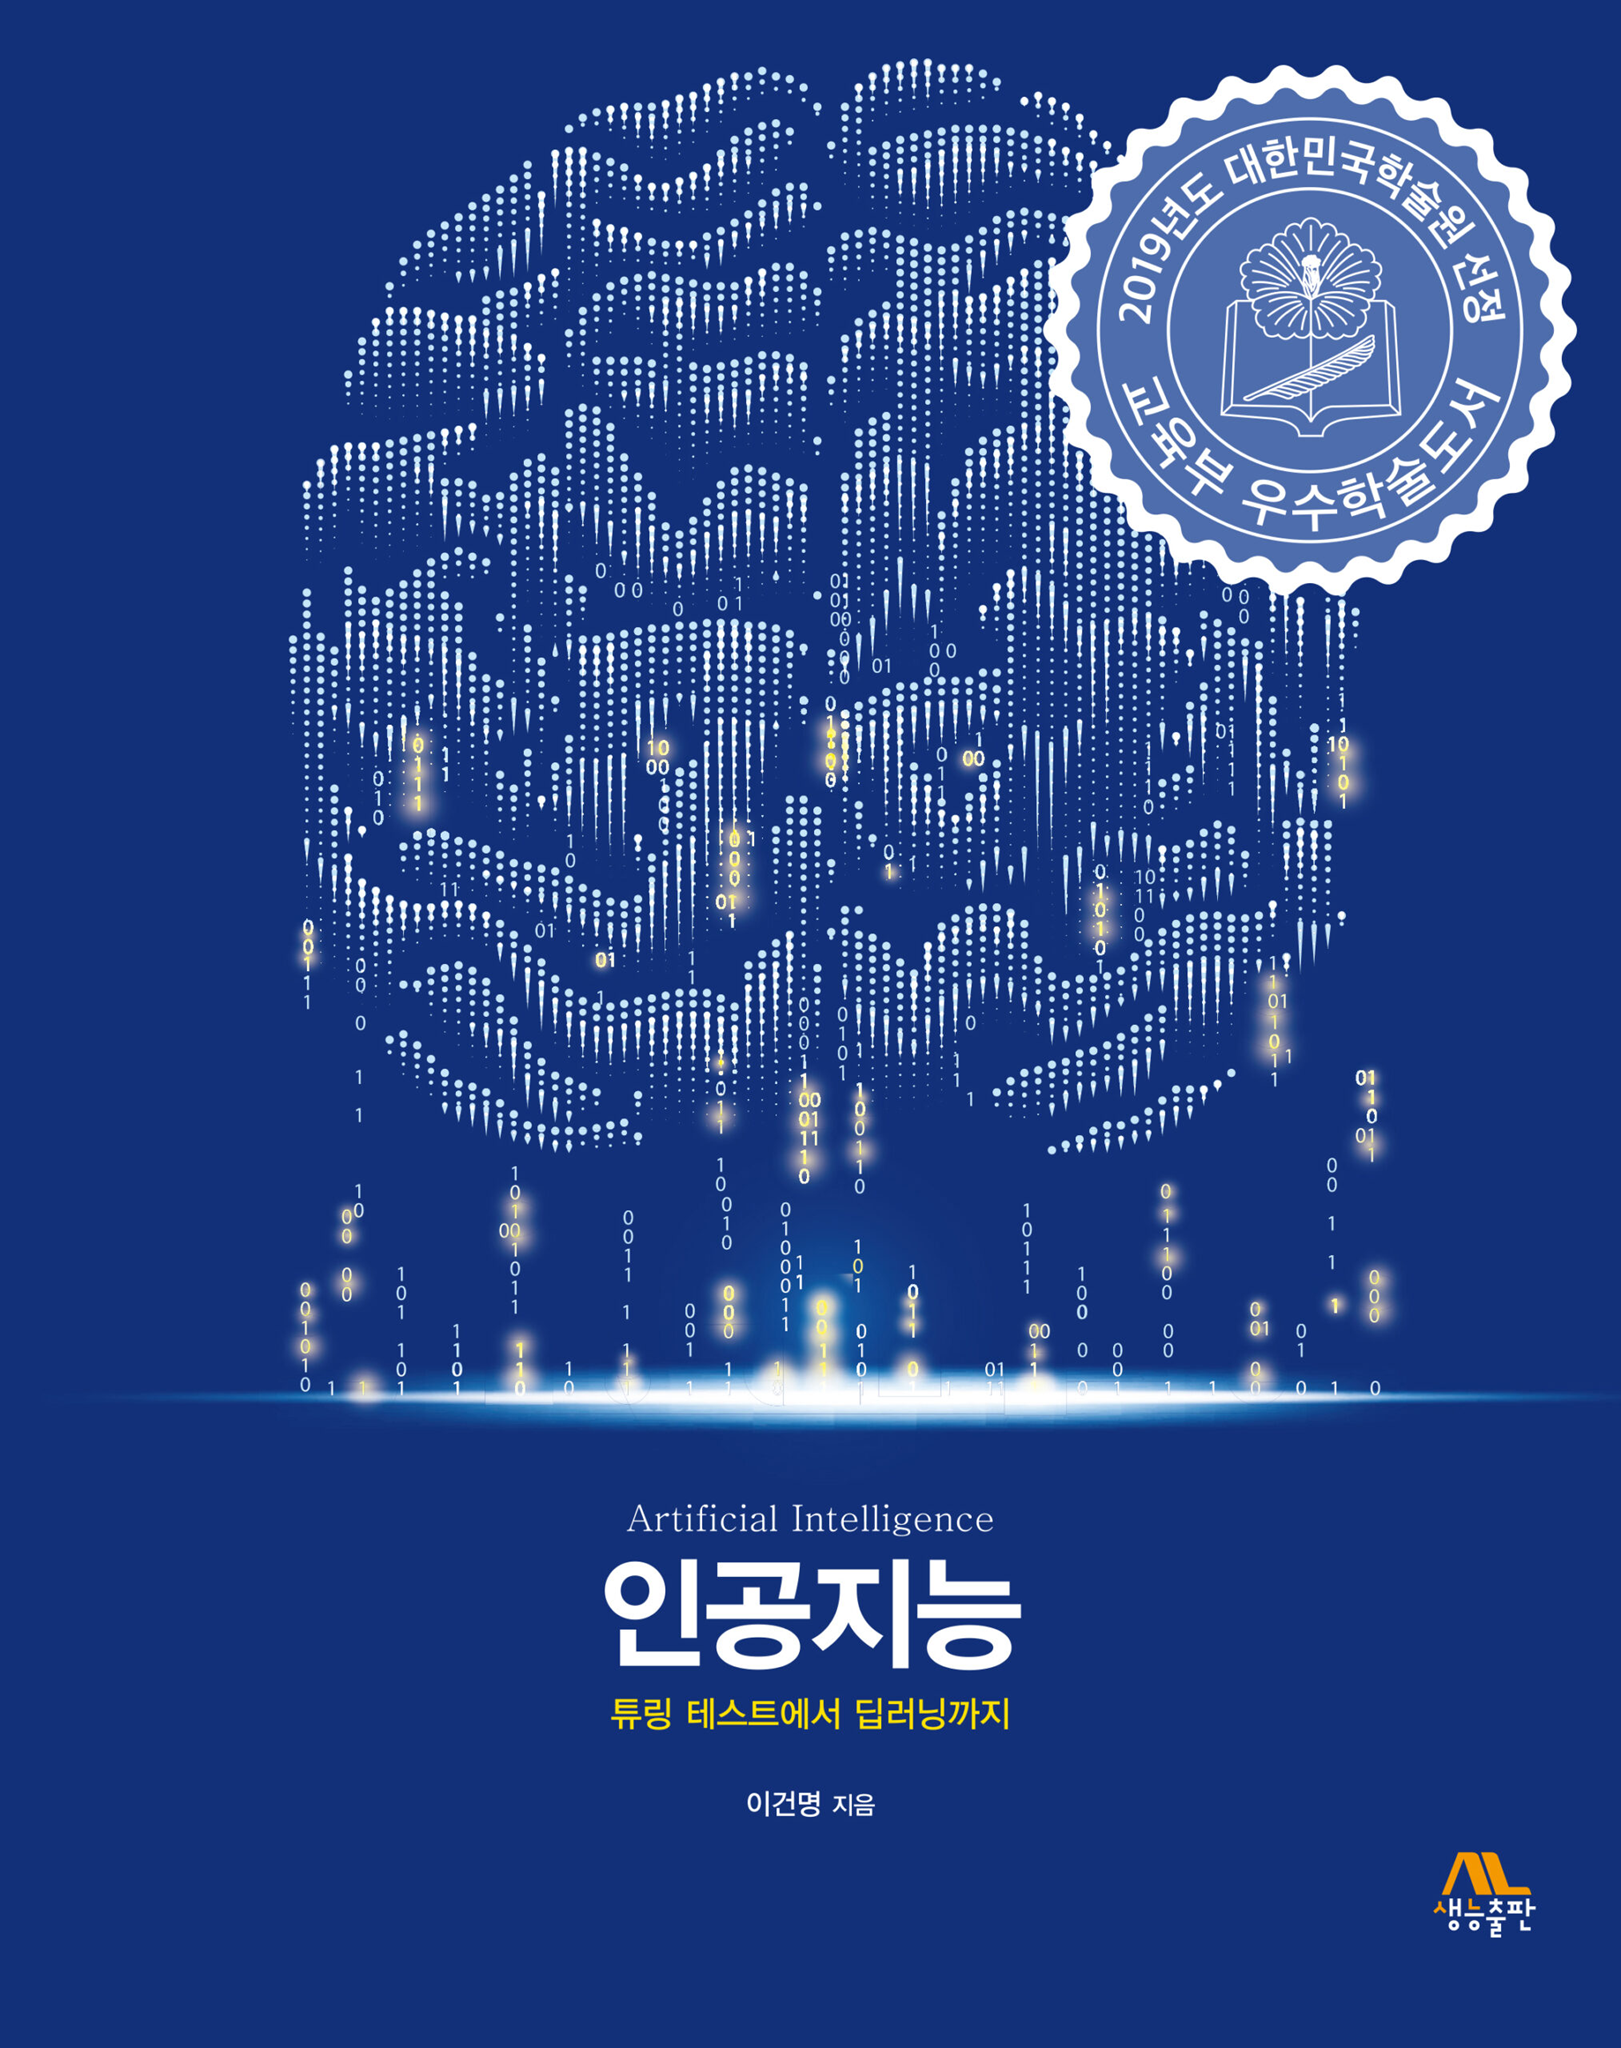 2019년도 대한민국학술원 선정
교육부 우수학술도서
Artificial Intelligence
인공지능
튜링 테스트에서 딥러닝까지
이건명 지음
생능출판